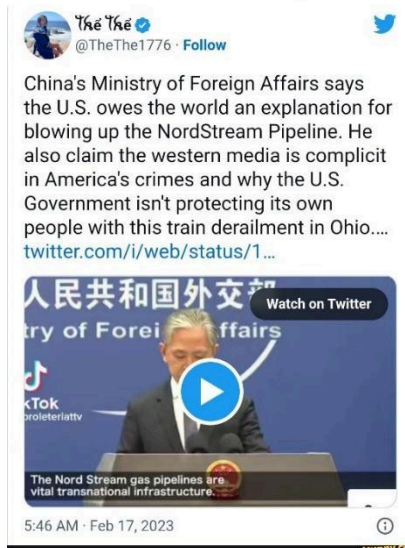 Thé Thé
@TheThe1776 · Follow
China's Ministry of Foreign Affairs says
the U.S. owes the world an explanation for
blowing up the NordStream Pipeline. He
also claim the western media is complicit
in America's crimes and why the U.S.
Government isn't protecting its own
people with this train derailment in Ohio....
twitter.com/i/web/status/1...
人民共和国外交部
Watch on Twitter
try of Forei ffairs
kTok
proleterlattv
The Nord Stream gas pipelines are
vital transnational infrastructure.
5:46 AM · Feb 17, 2023